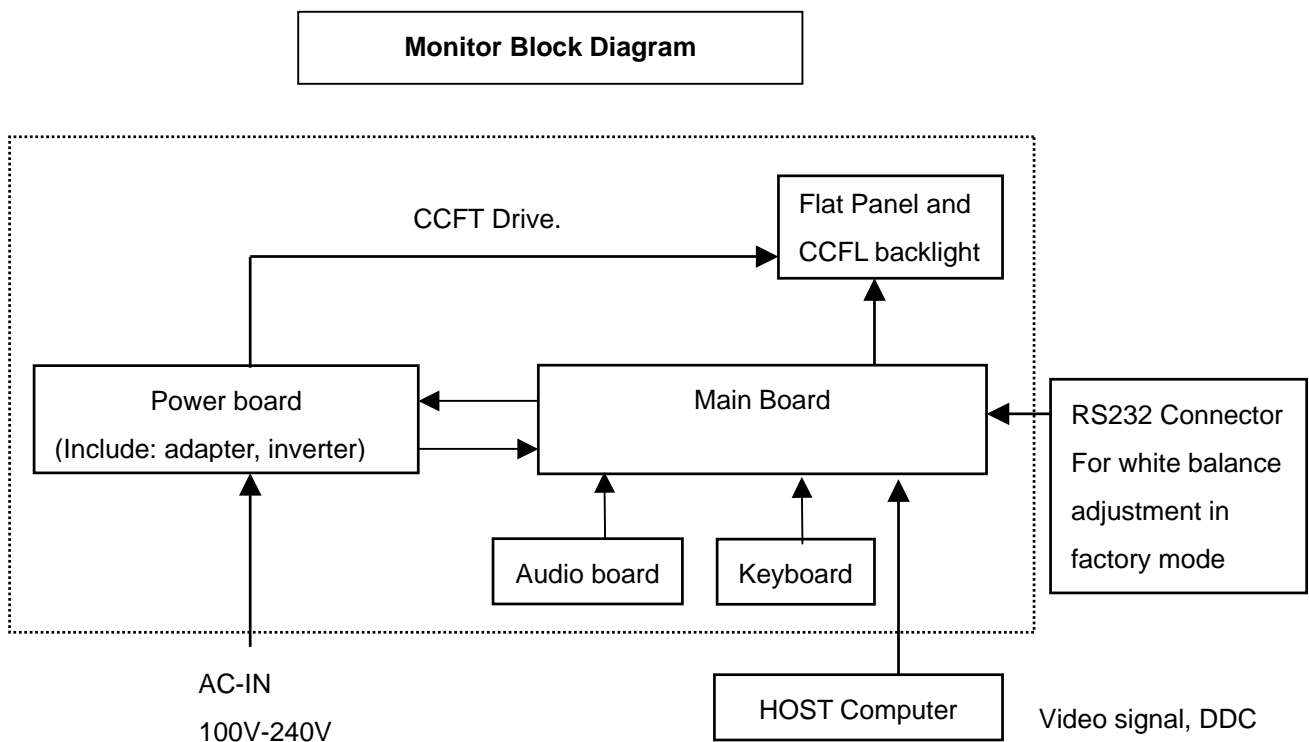 Monitor Block Diagram
CCFT Drive.
Flat Panel and
CCFL backlight
Power board
(Include: adapter, inverter)
Main Board
RS232 Connector
For white balance
adjustment in
factory mode
Audio board
Keyboard
AC-IN
100V-240V
HOST Computer
Video signal, DDC